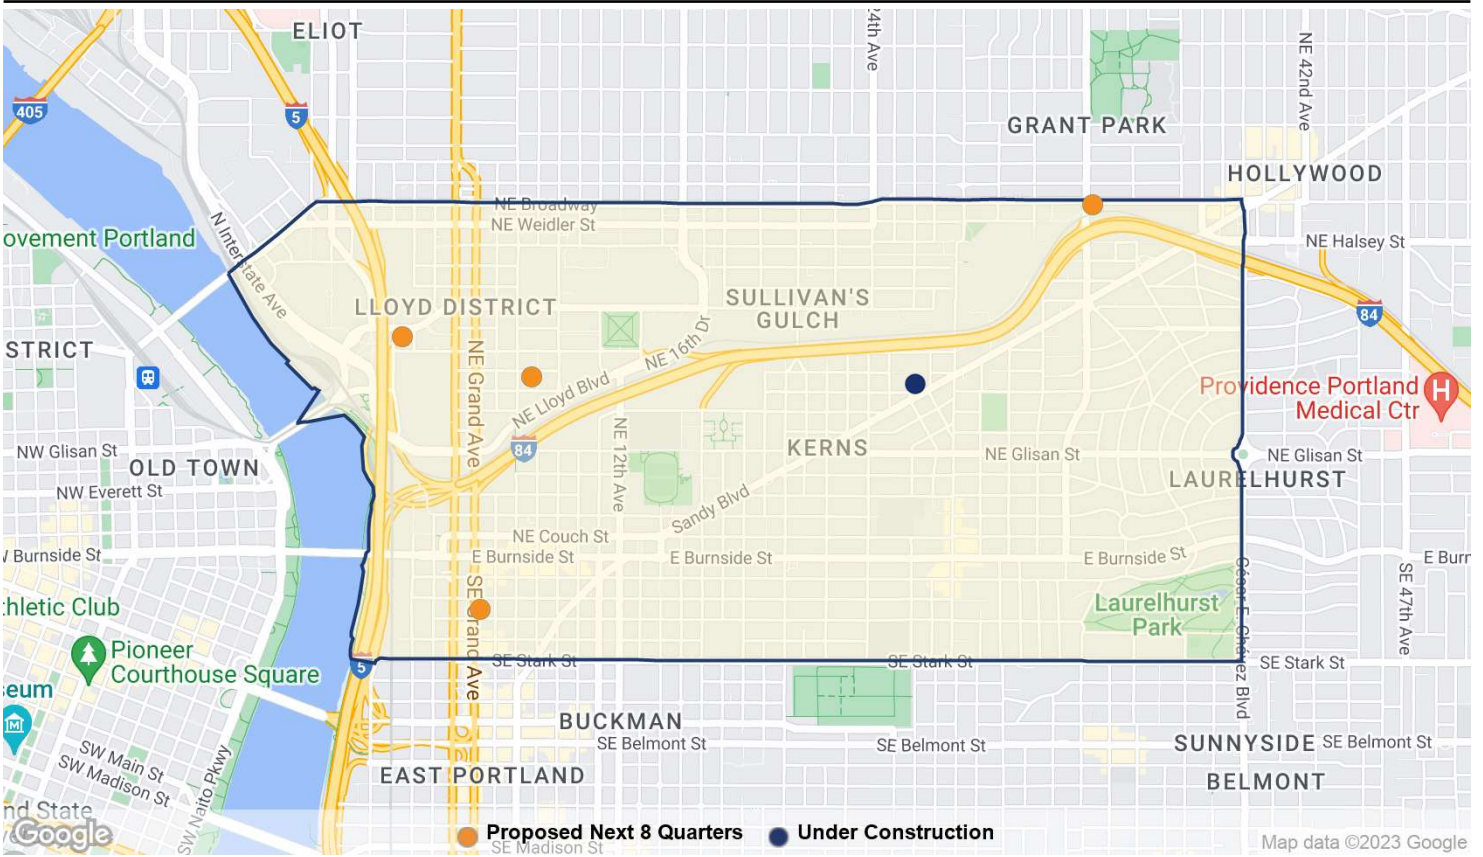 ELIOT
24th Ave
NE 42nd Ave
405
5
GRANT PARK
HOLLYWOOD
NE Broadway
NE Weidler St
N Interstate Ave
ovement Portland
NE Halsey St
LLOYD DISTRICT
SULLIVAN'S
GULCH
84
STRICT
NE 16th Dr
NE Grand Ave
NE Lloyd Blvd
Providence Portland
Medical Ctr
H
NE 12th Ave
84
KERNS
NW Glisan St
NE Glisan St
NE Glisan St
OLD TOWN
LAURELHURST
NW Everett St
Sandy Blvd
NE Couch St
E Burnside St
E Burnside St
E Burnside St
E Burn
César E. Chávez Blvd
SE 47th Ave
SE Grand Ave
Laurelhurst
Park
Pioneer
Courthouse Square
5
SE Stark St
SE Stark St
SE Stark St
eum
BUCKMAN
SE Belmont St
SE Belmont St
SUNNYSIDE
SE Belmont St
SW Main St
SW Madison St
SW Naito Pkwy
EAST PORTLAND
BELMONT
nd State
Google
Proposed Next 8 Quarters
Under Construction
SE Madison St
Map data ©2023 Google